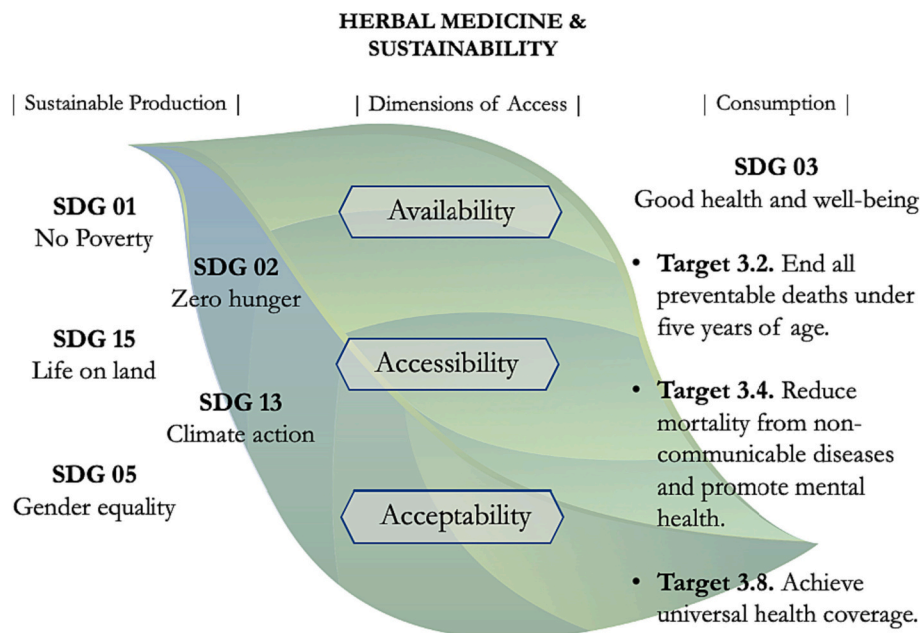 HERBAL MEDICINE &
SUSTAINABILITY
| Sustainable Production |
| Dimensions of Access |
| Consumption |
SDG 01
No Poverty
SDG 02
Zero hunger
SDG 15
Life on land
SDG 13
Climate action
SDG 05
Gender equality
Availability
Accessibility
Acceptability
SDG 03
Good health and well-being
• Target 3.2. End all
preventable deaths under
five years of age.
• Target 3.4. Reduce
mortality from non-
communicable diseases
and promote mental
health.
• Target 3.8. Achieve
universal health coverage.